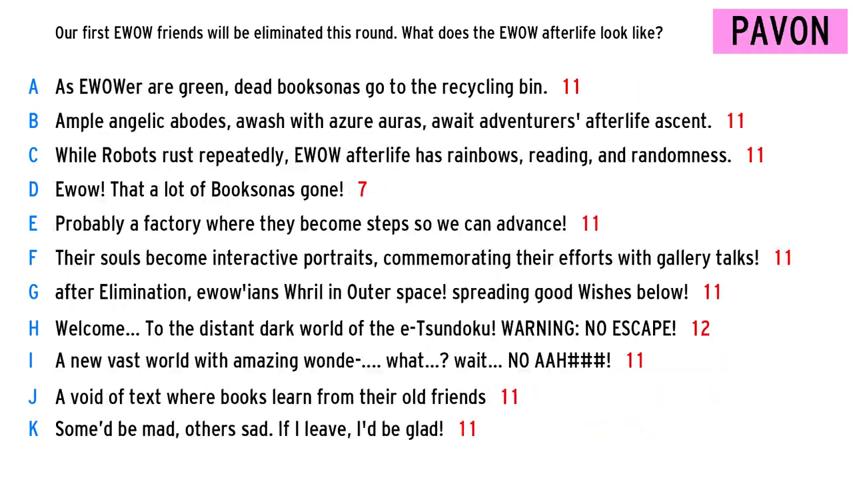 Our first EWOW friends will be eliminated this round. What does the EWOW afterlife look like?
PAVON
A As EWOWer are green, dead booksonas go to the recycling bin. 11
B Ample angelic abodes, awash with azure auras, await adventurers' afterlife ascent. 11
C While Robots rust repeatedly, EWOW afterlife has rainbows, reading, and randomness. 11
D Ewow! That a lot of Booksonas gone! 7
E Probably a factory where they become steps so we can advance! 11
F Their souls become interactive portraits, commemorating their efforts with gallery talks! 11
G after Elimination, ewow'ians Whril in Outer space! spreading good Wishes below! 11
H Welcome... To the distant dark world of the e-Tsundoku! WARNING: NO ESCAPE! 12
I A new vast world with amazing wonde-.... what...? wait... NO AAH###! 11
J A void of text where books learn from their old friends 11
K Some’d be mad, others sad. If I leave, I'd be glad! 11